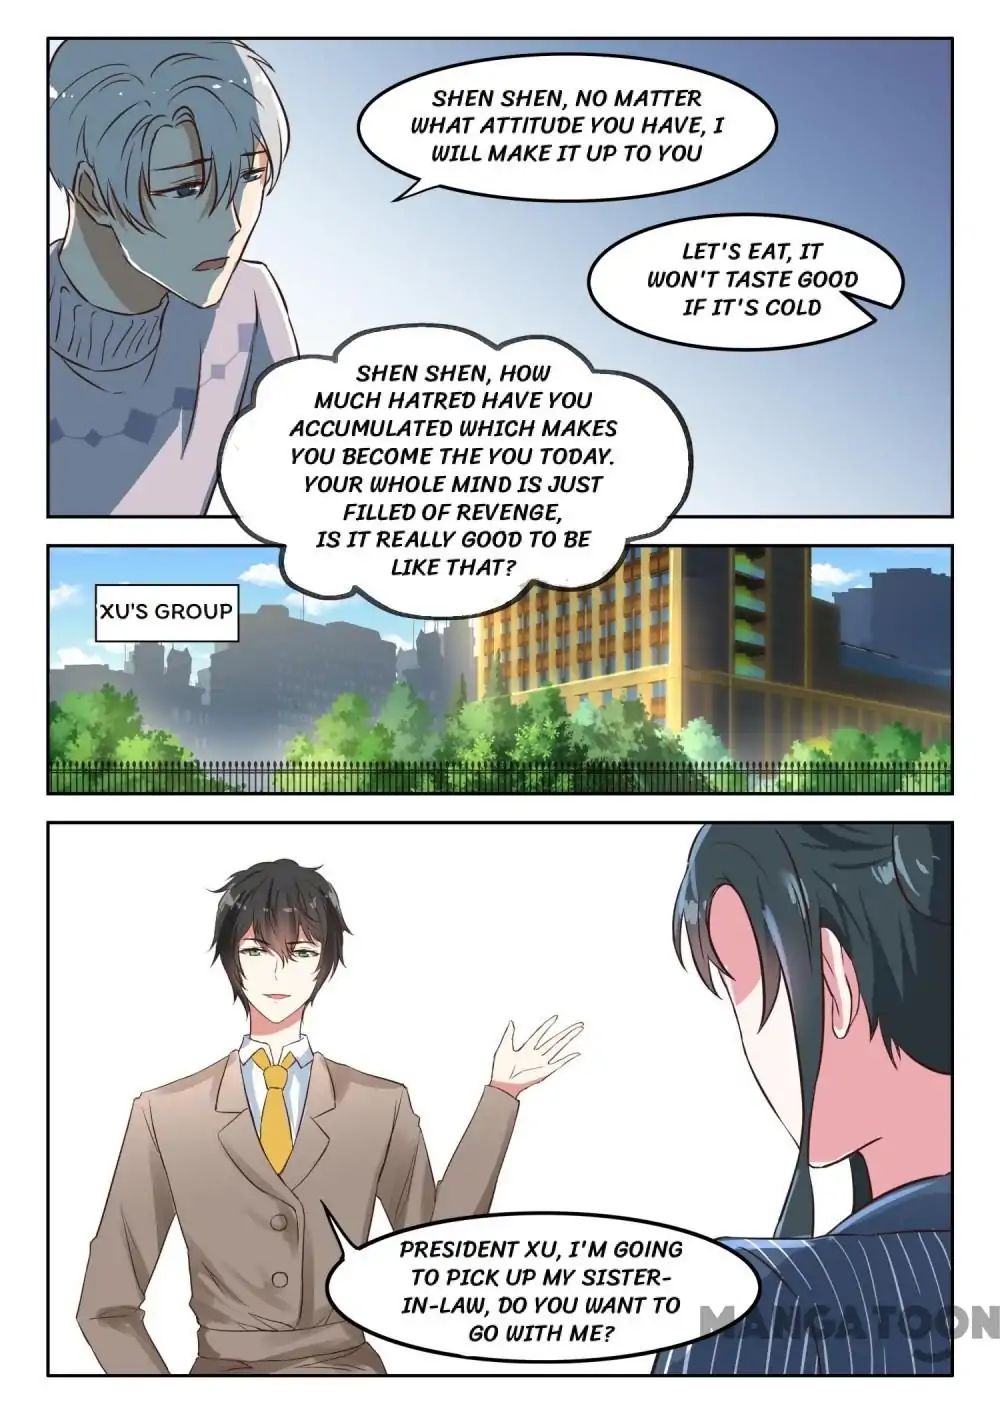 SHEN SHEN, NO MATTER
WHAT ATTITUDE YOU HAVE, I
WILL MAKE IT UP TO YOU
LET'S EAT, IT
WON'T TASTE GOOD
IF IT'S COLD
SHEN SHEN, HOW
MUCH HATRED HAVE YOU
ACCUMULATED WHICH MAKES
YOU BECOME THE YOU TODAY.
YOUR WHOLE MIND IS JUST
FILLED OF REVENGE,
IS IT REALLY GOOD TO BE
LIKE THAT?
XU'S GROUP
PRESIDENT XU, I'M GOING
TO PICK UP MY SISTER-
IN-LAW, DO YOU WANT TO
GO WITH ME?
MANGATOON